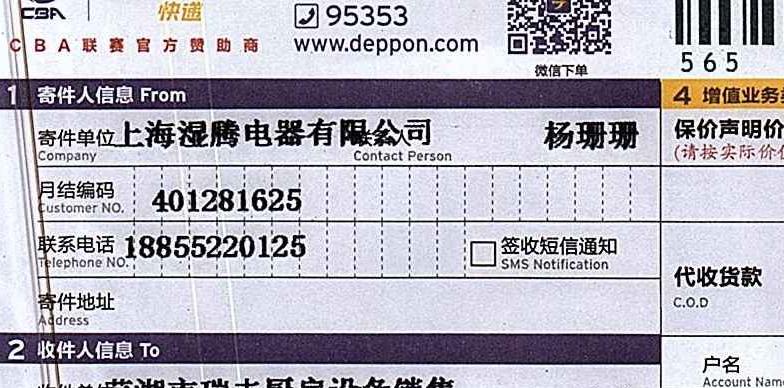 CBA 快递 95353
CBA联赛官方赞助商 www.deppon.com
微信下单
565
1 寄件人信息 From
4 增值业务
寄件单位 上海湿腾电器有限公司 杨珊珊
Company Contact Person
保价声明价
(请按实际价
月结编码 401281625
Customer NO.
联系电话 18855220125 签收短信通知
Telephone NO. SMS Notification
代收货款
C.O.D
寄件地址
Address
2 收件人信息 To
户名
Account Name